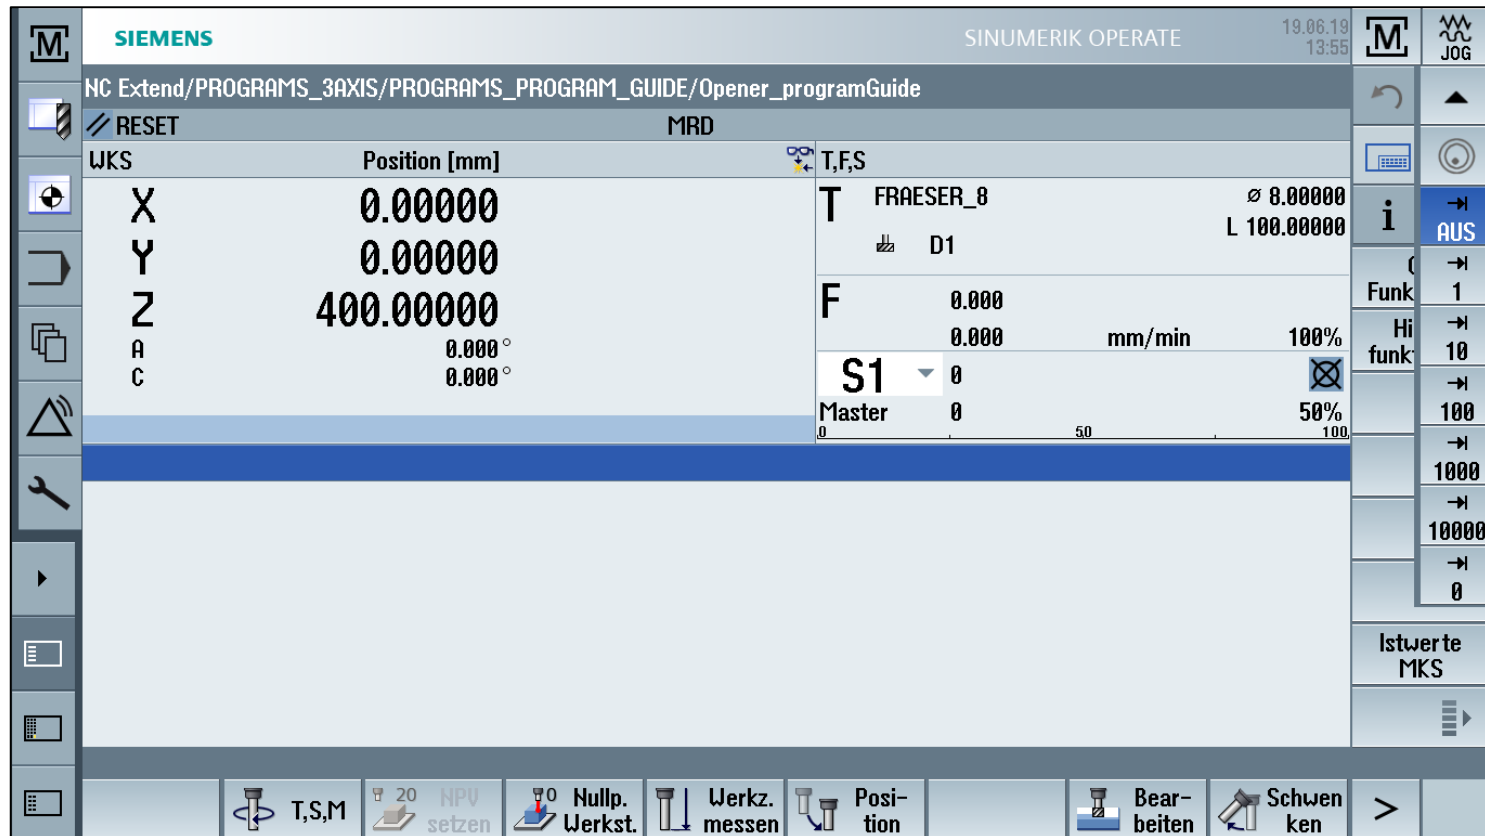 SIEMENS
SINUMERIK OPERATE
19.06.19
13:55
M
M
JOG
NC Extend/PROGRAMS_3AXIS/PROGRAMS_PROGRAM_GUIDE/Opener_programGuide
RESET
MRD
WKS
Position [mm]
T,F,S
X
0.00000
Y
0.00000
Z
400.00000
A
0.000°
C
0.000°
T
FRAESER_8
ø 8.00000
L 100.00000
D1
F
0.000
0.000
mm/min
100%
S1
0
Master
0
50%
0
50
100
i
Funk
Hi
funk
AUS
1
10
100
1000
10000
0
Istwerte
MKS
T,S,M
20
NPV
setzen
0
Nullp.
Werkst.
Werkz.
messen
Posi-
tion
Bear-
beiten
Schwen
ken
>